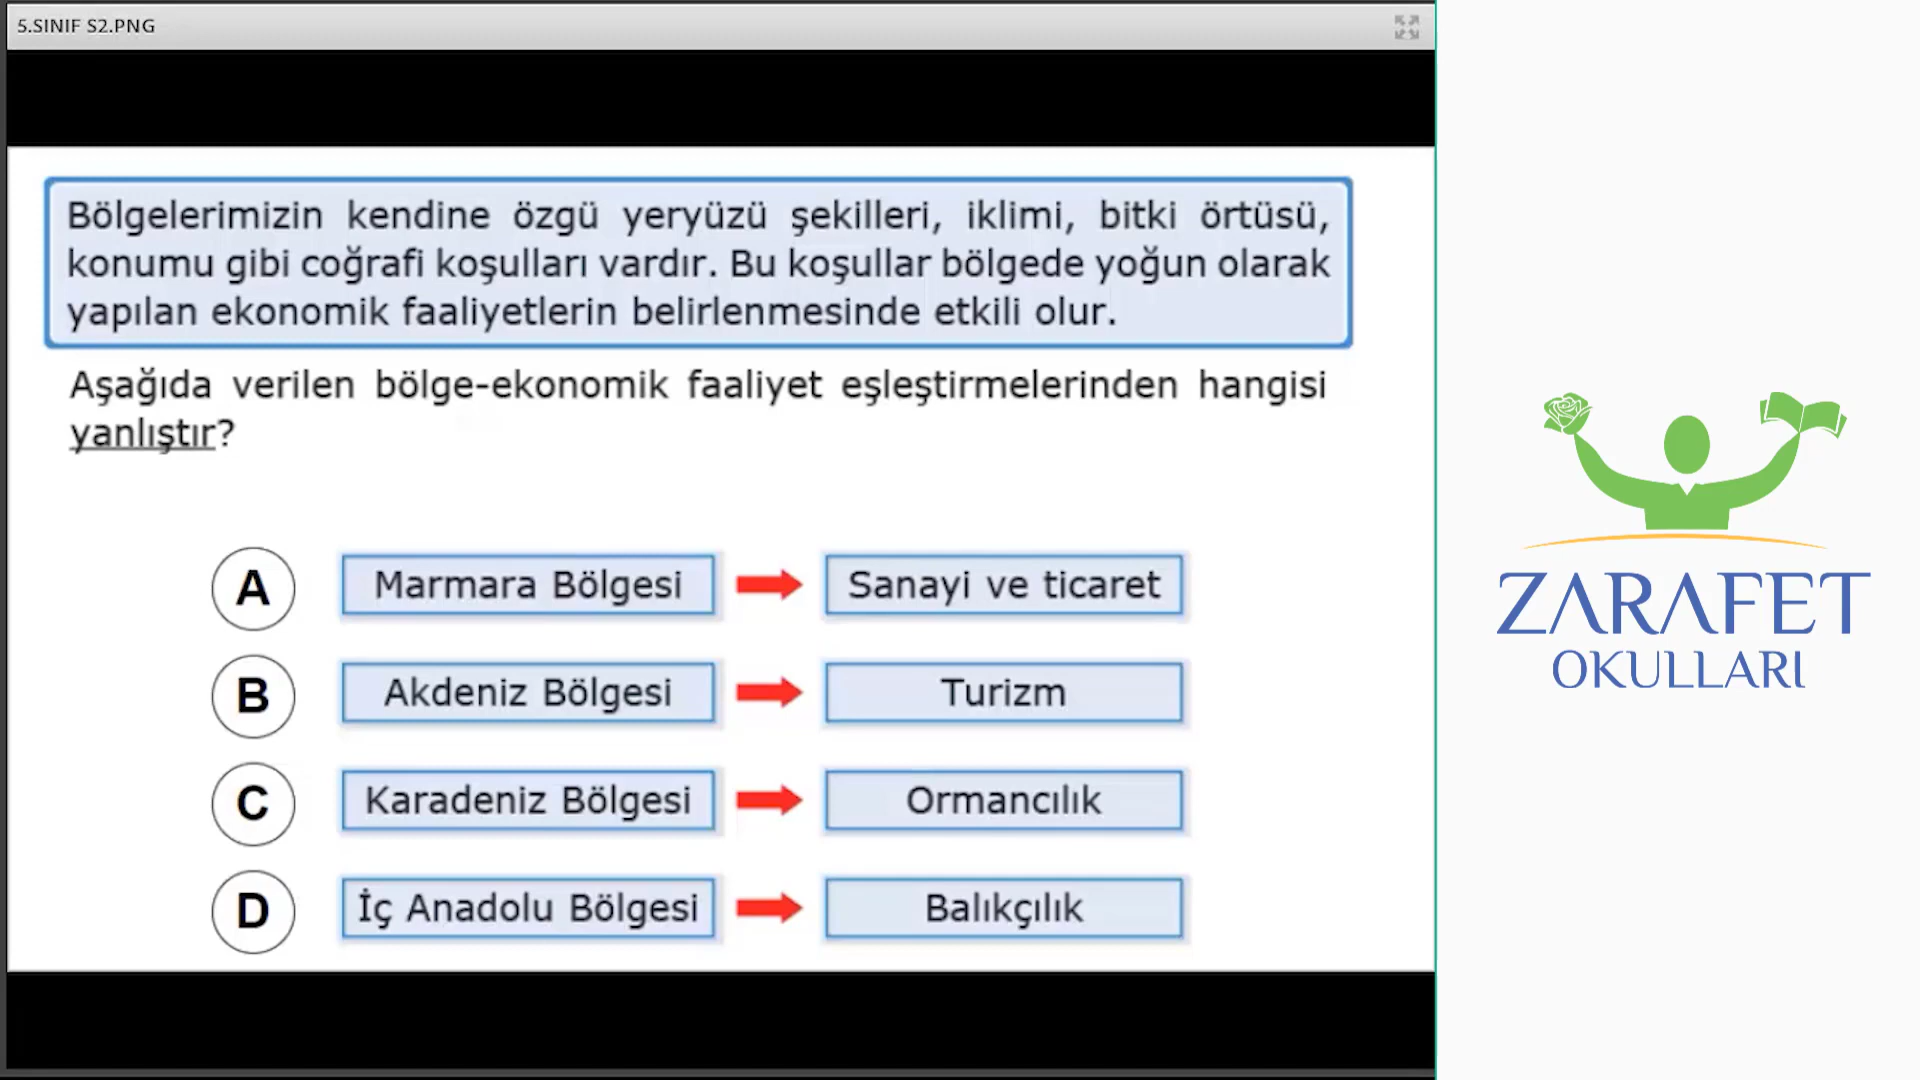 5.SINIF S2.PNG
Bölgelerimizin kendine özgü yeryüzü şekilleri, iklimi, bitki örtüsü,
konumu gibi coğrafi koşulları vardır. Bu koşullar bölgede yoğun olarak
yapılan ekonomik faaliyetlerin belirlenmesinde etkili olur.
Aşağıda verilen bölge-ekonomik faaliyet eşleştirmelerinden hangisi
yanlıştır?
A Marmara Bölgesi Sanayi ve ticaret
B Akdeniz Bölgesi Turizm
C Karadeniz Bölgesi Ormancılık
D İç Anadolu Bölgesi Balıkçılık
ZARAFET
OKULLARI